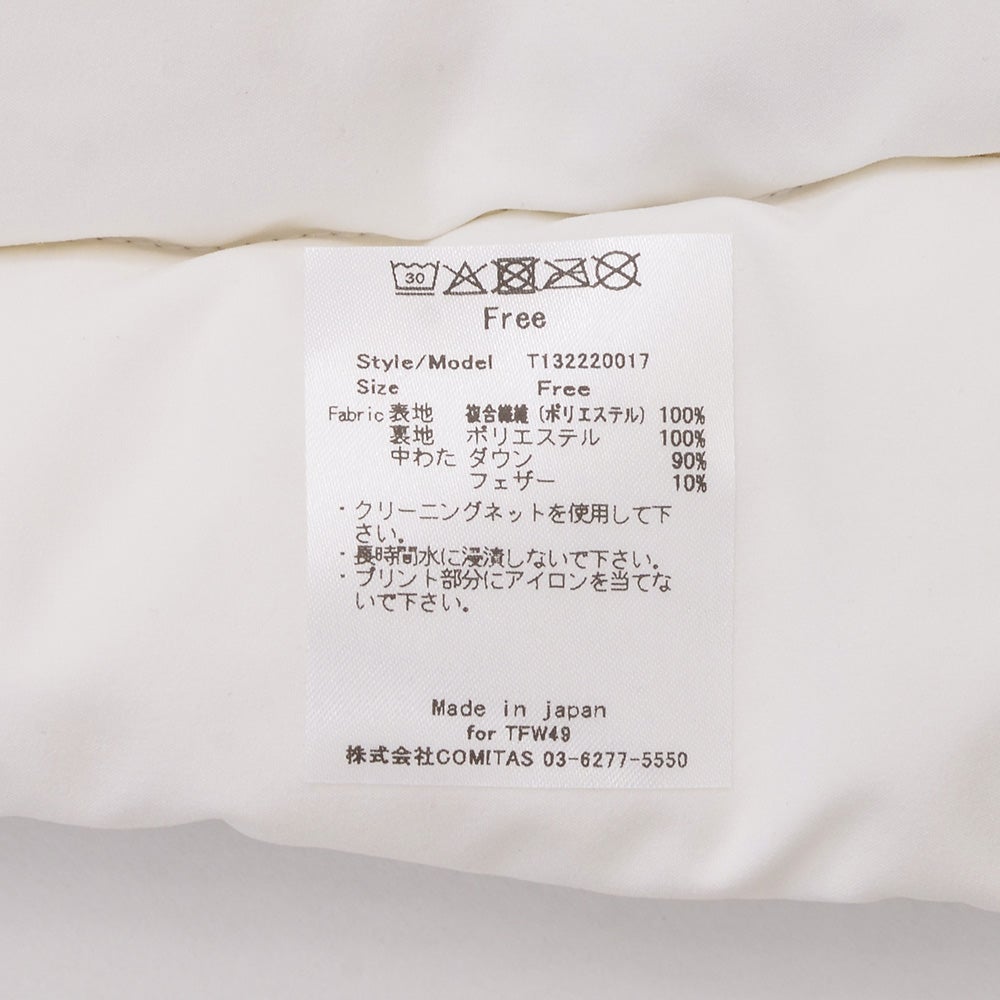 30
Free
Style/Model T132220017
Size Free
Fabric 表地 複合繊維(ポリエステル) 100%
裏地 ポリエステル 100%
中わた ダウン 90%
フェザー 10%
・クリーニングネットを使用して下
さい。
・長時間水に浸漬しないで下さい。
・プリント部分にアイロンを当てな
いで下さい。
Made in japan
for TFW49
株式会社COMITAS 03-6277-5550